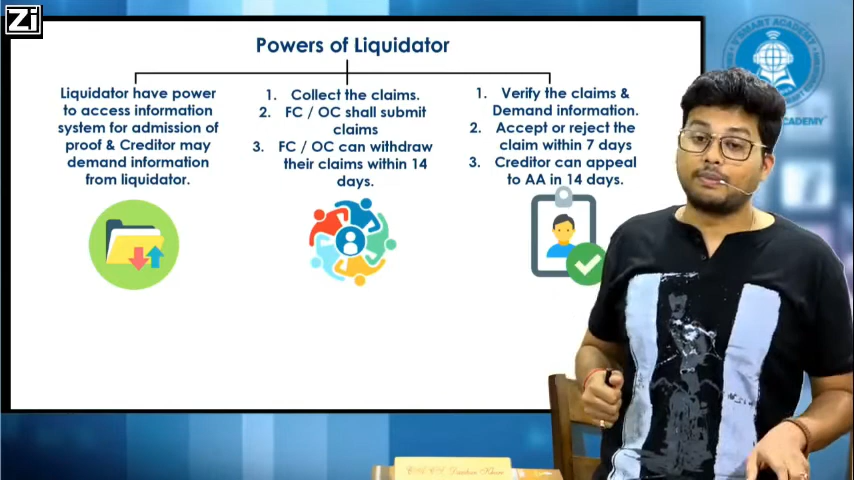 Zi
Powers of Liquidator
Liquidator have power
to access information
system for admission of
proof & Creditor may
demand information
from liquidator.
1. Collect the claims.
2. FC / OC shall submit
claims
3. FC / OC can withdraw
their claims within 14
days.
1. Verify the claims &
Demand information.
2. Accept or reject the
claim within 7 days
3. Creditor can appeal
to AA in 14 days.